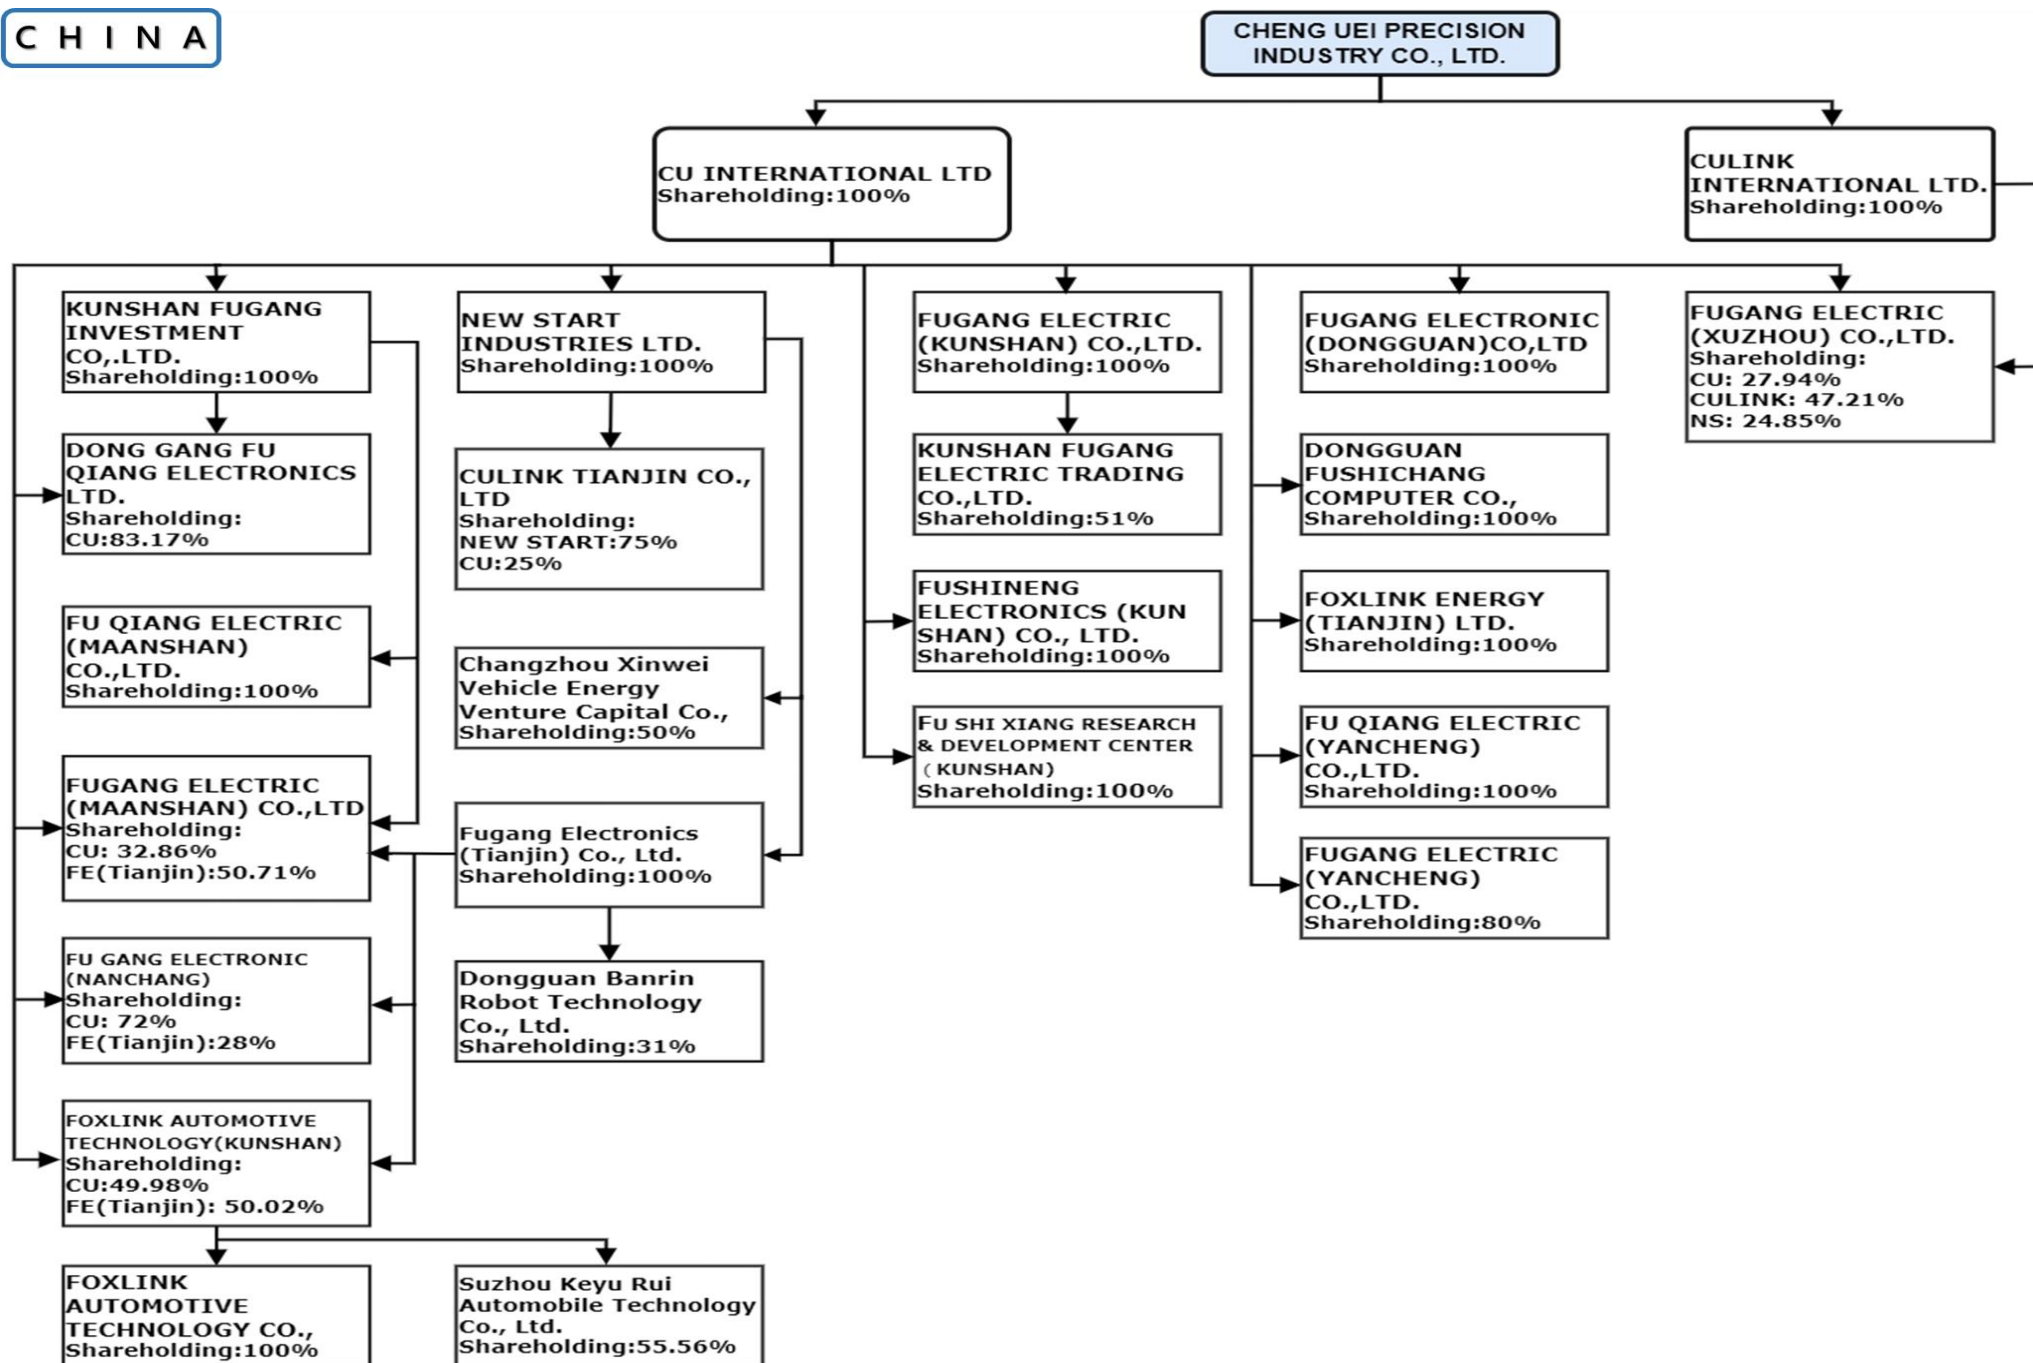 CHINA
CHENG UEI PRECISION
INDUSTRY CO., LTD.
CU INTERNATIONAL LTD
Shareholding:100%
CULINK
INTERNATIONAL LTD.
Shareholding:100%
KUNSHAN FUGANG
INVESTMENT
CO,.LTD.
Shareholding:100%
NEW START
INDUSTRIES LTD.
Shareholding:100%
FUGANG ELECTRIC
(KUNSHAN) CO.,LTD.
Shareholding:100%
FUGANG ELECTRONIC
(DONGGUAN)CO,LTD
Shareholding:100%
FUGANG ELECTRIC
(XUZHOU) CO.,LTD.
Shareholding:
CU: 27.94%
CULINK: 47.21%
NS: 24.85%
DONG GANG FU
QIANG ELECTRONICS
LTD.
Shareholding:
CU:83.17%
CULINK TIANJIN CO.,
LTD
Shareholding:
NEW START:75%
CU:25%
KUNSHAN FUGANG
ELECTRIC TRADING
CO.,LTD.
Shareholding:51%
DONGGUAN
FUSHICHANG
COMPUTER CO.,
Shareholding:100%
FU QIANG ELECTRIC
(MAANSHAN)
CO.,LTD.
Shareholding:100%
Changzhou Xinwei
Vehicle Energy
Venture Capital Co.,
Shareholding:50%
FUSHINENG
ELECTRONICS (KUN
SHAN) CO., LTD.
Shareholding:100%
FOXLINK ENERGY
(TIANJIN) LTD.
Shareholding:100%
FUGANG ELECTRIC
(MAANSHAN) CO.,LTD
Shareholding:
CU: 32.86%
FE(Tianjin):50.71%
Fugang Electronics
(Tianjin) Co., Ltd.
Shareholding:100%
FU SHI XIANG RESEARCH
& DEVELOPMENT CENTER
（KUNSHAN)
Shareholding:100%
FU QIANG ELECTRIC
(YANCHENG)
CO.,LTD.
Shareholding:100%
FUGANG ELECTRIC
(YANCHENG)
CO.,LTD.
Shareholding:80%
FU GANG ELECTRONIC
(NANCHANG)
Shareholding:
CU: 72%
FE(Tianjin):28%
Dongguan Banrin
Robot Technology
Co., Ltd.
Shareholding:31%
FOXLINK AUTOMOTIVE
TECHNOLOGY(KUNSHAN)
Shareholding:
CU:49.98%
FE(Tianjin): 50.02%
FOXLINK
AUTOMOTIVE
TECHNOLOGY CO.,
Shareholding:100%
Suzhou Keyu Rui
Automobile Technology
Co., Ltd.
Shareholding:55.56%